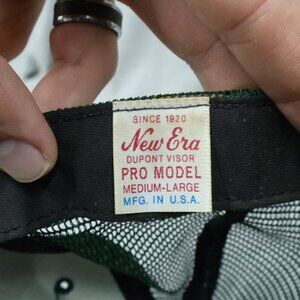 SINCE 1920
New Era
DUPONT VISOR
PRO MODEL
MEDIUM-LARGE
MFG. IN U.S.A.